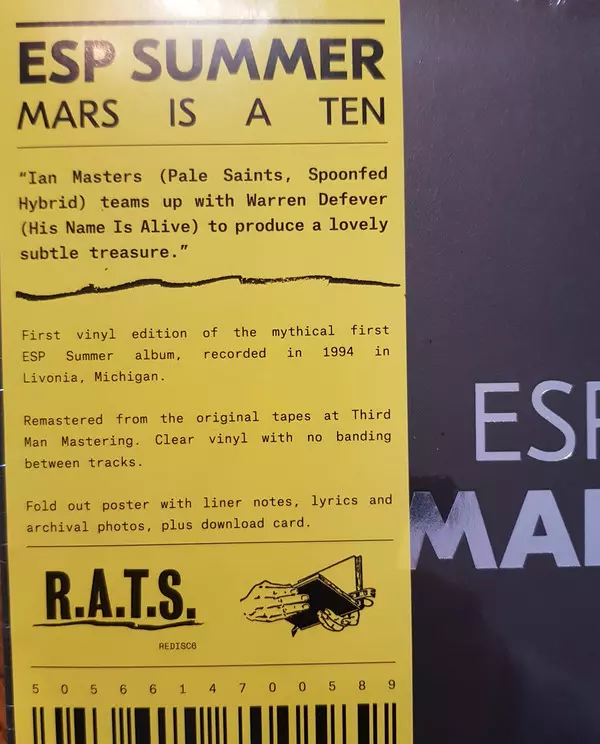 ESP SUMMER
MARS IS A TEN
“Ian Masters (Pale Saints, Spoonfed
Hybrid) teams up with Warren Defever
(His Name Is Alive) to produce a lovely
subtle treasure.”
First vinyl edition of the mythical first
ESP Summer album, recorded in 1994 in
Livonia, Michigan.
Remastered from the original tapes at Third
Man Mastering. Clear vinyl with no banding
between tracks.
Fold out poster with liner notes, lyrics and
archival photos, plus download card.
R.A.T.S.
REDISC6
5 0 5 6 6 1 4 7 0 0 5 8 9
ESP
MAR